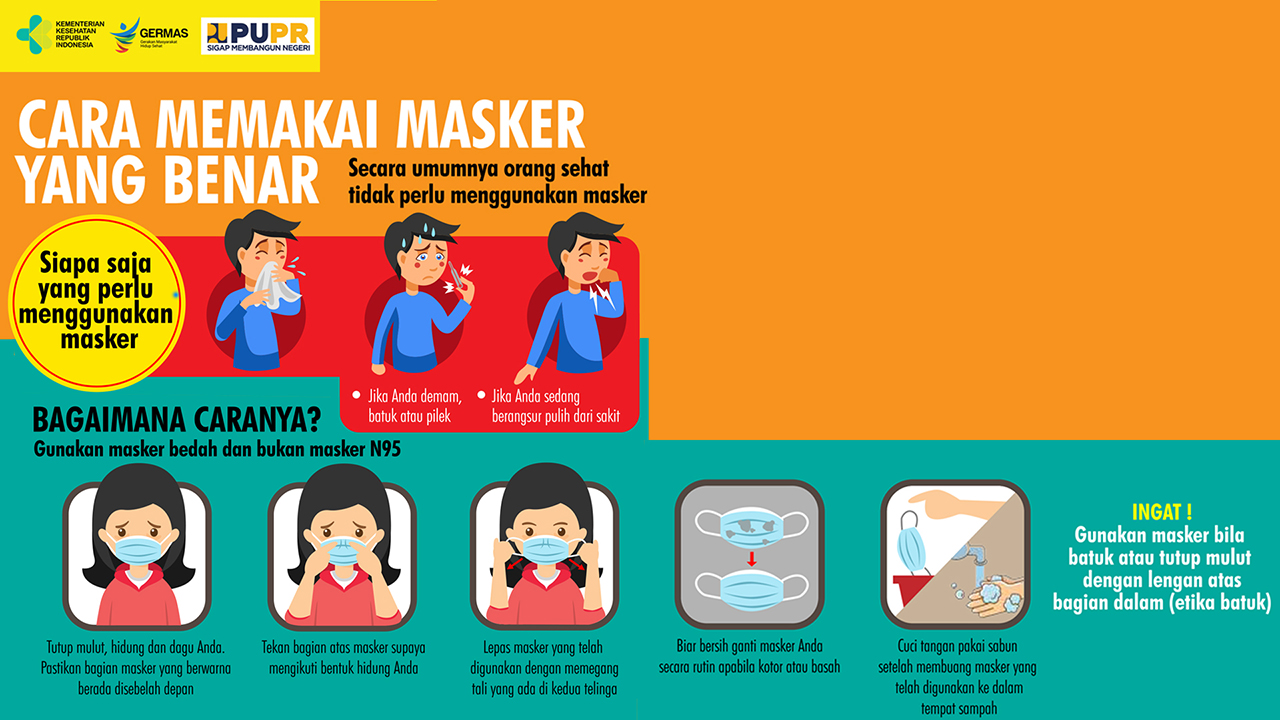 KEMENTERIAN
KESEHATAN
REPUBLIK
INDONESIA
GERMAS
Gerakan Masyarakat
Hidup Sehat
PUPR
SIGAP MEMBANGUN NEGERI
CARA MEMAKAI MASKER
YANG BENAR
Secara umumnya orang sehat
tidak perlu menggunakan masker
Siapa saja
yang perlu
menggunakan
masker
• Jika Anda demam,
batuk atau pilek
• Jika Anda sedang
berangsur pulih dari sakit
BAGAIMANA CARANYA?
Gunakan masker bedah dan bukan masker N95
Tutup mulut, hidung dan dagu Anda.
Pastikan bagian masker yang berwarna
berada disebelah depan
Tekan bagian atas masker supaya
mengikuti bentuk hidung Anda
Lepas masker yang telah
digunakan dengan memegang
tali yang ada di kedua telinga
Biar bersih ganti masker Anda
secara rutin apabila kotor atau basah
Cuci tangan pakai sabun
setelah membuang masker yang
telah digunakan ke dalam
tempat sampah
INGAT !
Gunakan masker bila
batuk atau tutup mulut
dengan lengan atas
bagian dalam (etika batuk)